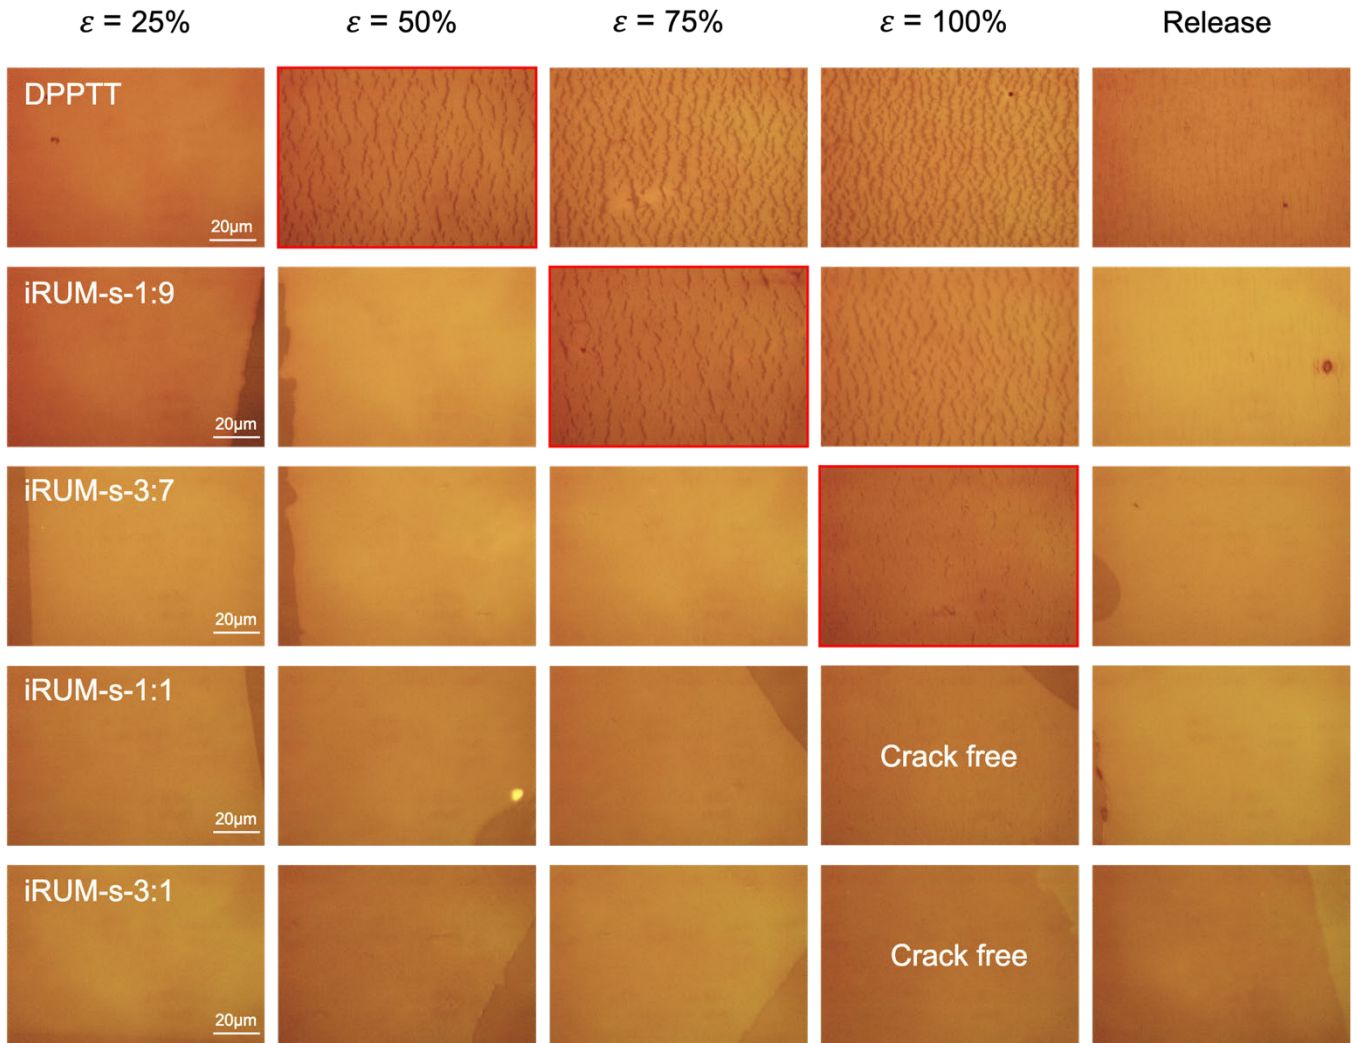 ε = 25%
ε = 50%
ε = 75%
ε = 100%
Release
DPPTT
20μm
iRUM-s-1:9
20μm
iRUM-s-3:7
20μm
iRUM-s-1:1
Crack free
20μm
iRUM-s-3:1
Crack free
20μm